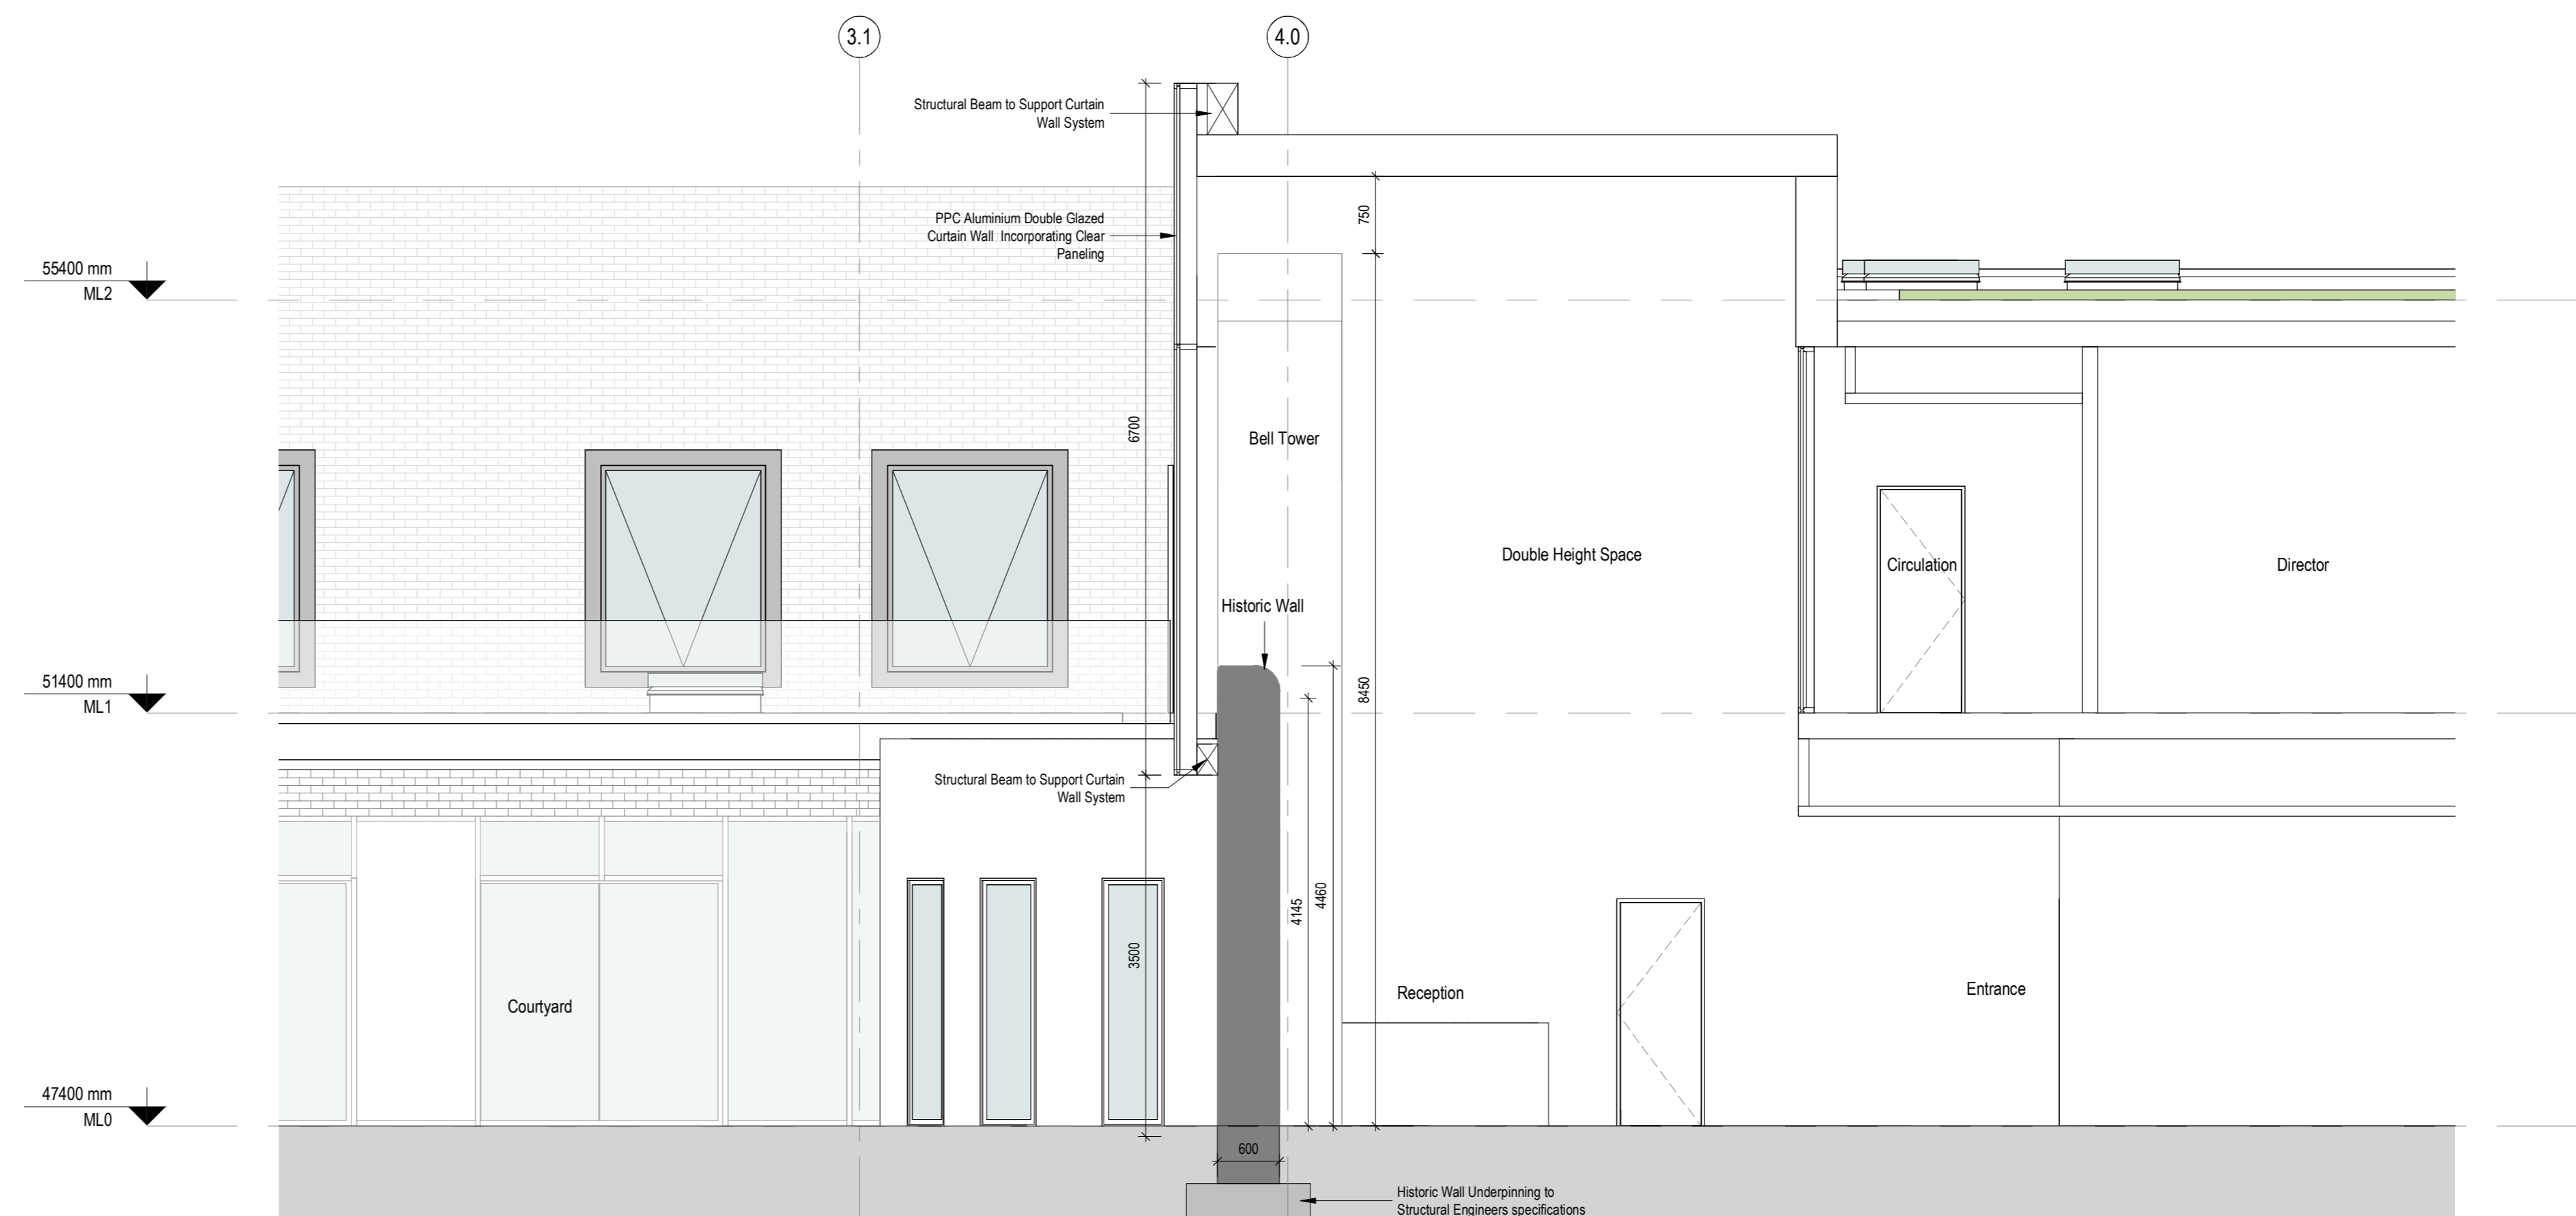 3.1
4.0
Structural Beam to Support Curtain
Wall System
PPC Aluminium Double Glazed
Curtain Wall Incorporating Clear
Paneling
750
55400 mm
ML2
6700
Bell Tower
Double Height Space
Circulation
Director
Historic Wall
51400 mm
ML1
8450
Structural Beam to Support Curtain
Wall System
4460
4145
3500
Courtyard
Reception
Entrance
47400 mm
ML0
600
Historic Wall Underpinning to
Structural Engineers specifications